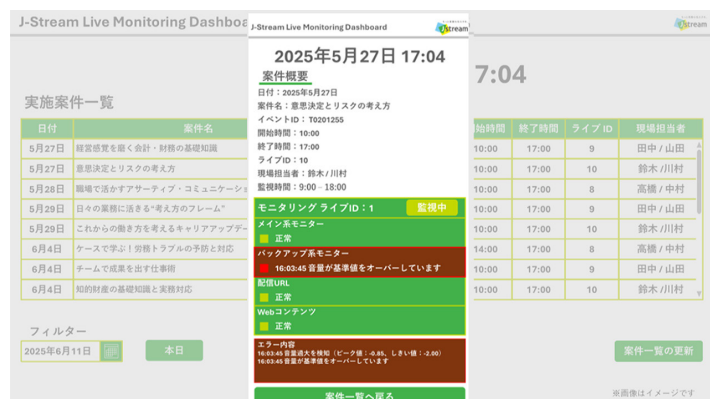 J-Stream Live Monitoring Dashboa
J-Stream Live Monitoring Dashboard
J-Stream
Jstream
2025年5月27日 17:04
7:04
案件概要
日付：2025年5月27日
案件名：意思決定とリスクの考え方
イベントID： T0201255
開始時間：10:00
終了時間：17:00
ライブID：10
現場担当者：鈴木/川村
監視時間：9:00 – 18:00
モニタリング ライブID：1 監視中
メイン系モニター
正常
バックアップ系モニター
16:03:45 音量が基準値をオーバーしています
配信URL
正常
Webコンテンツ
正常
エラー内容
16:03:45 音量過大を検知（ピーク値：-0.85, しきい値：-2.00）
16:03:45 音量が基準値をオーバーしています
案件一覧へ戻る
実施案件一覧
日付 案件名 始時間 終了時間 ライブ ID 現場担当者
5月27日 経営感覚を磨く会計・財務の基礎知識 10:00 17:00 9 田中 / 山田
5月27日 意思決定とリスクの考え方 10:00 17:00 10 鈴木 /川村
5月28日 職場で活かすアサーティブ・コミュニケーショ 10:00 17:00 8 高橋 / 中村
5月29日 日々の業務に活きる“考え方のフレーム” 10:00 17:00 9 田中 / 山田
5月29日 これからの働き方を考えるキャリアアップデー 10:00 17:00 10 鈴木 /川村
6月4日 ケースで学ぶ！労務トラブルの予防と対応 14:00 17:00 8 高橋 / 中村
6月4日 チームで成果を出す仕事術 10:00 17:00 9 田中 / 山田
6月4日 知的財産の基礎知識と実務対応 10:00 17:00 10 鈴木 /川村
フィルター
2025年6月11日 本日 案件一覧の更新
※画像はイメージです